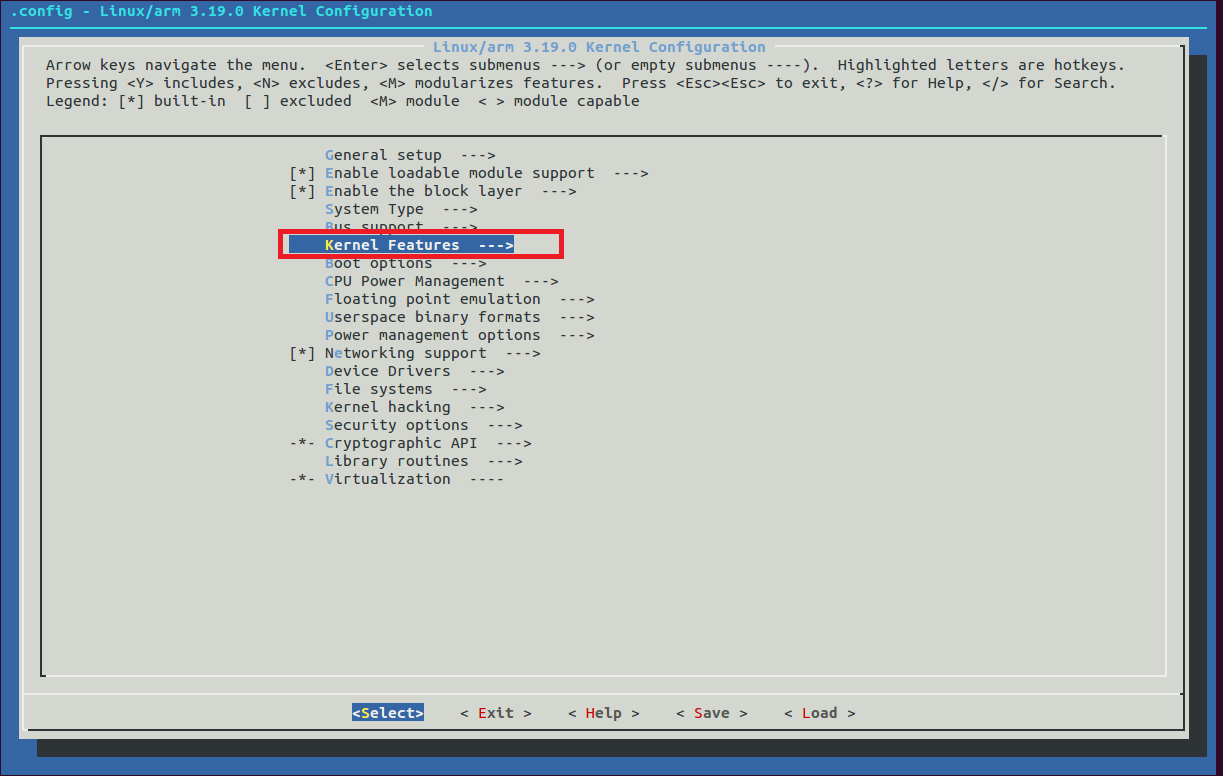 .config - Linux/arm 3.19.0 Kernel Configuration
Linux/arm 3.19.0 Kernel Configuration
Arrow keys navigate the menu.  <Enter> selects submenus ---> (or empty submenus ----).  Highlighted letters are hotkeys.
Pressing <Y> includes, <N> excludes, <M> modularizes features.  Press <Esc><Esc> to exit, <?> for Help, </> for Search.
Legend: [*] built-in  [ ] excluded  <M> module  < > module capable
General setup  --->
[*] Enable loadable module support  --->
[*] Enable the block layer  --->
System Type  --->
Bus support  --->
Kernel Features  --->
Boot options  --->
CPU Power Management  --->
Floating point emulation  --->
Userspace binary formats  --->
Power management options  --->
[*] Networking support  --->
Device Drivers  --->
File systems  --->
Kernel hacking  --->
Security options  --->
-*- Cryptographic API  --->
Library routines  --->
-*- Virtualization  ----
<Select>    < Exit >    < Help >    < Save >    < Load >